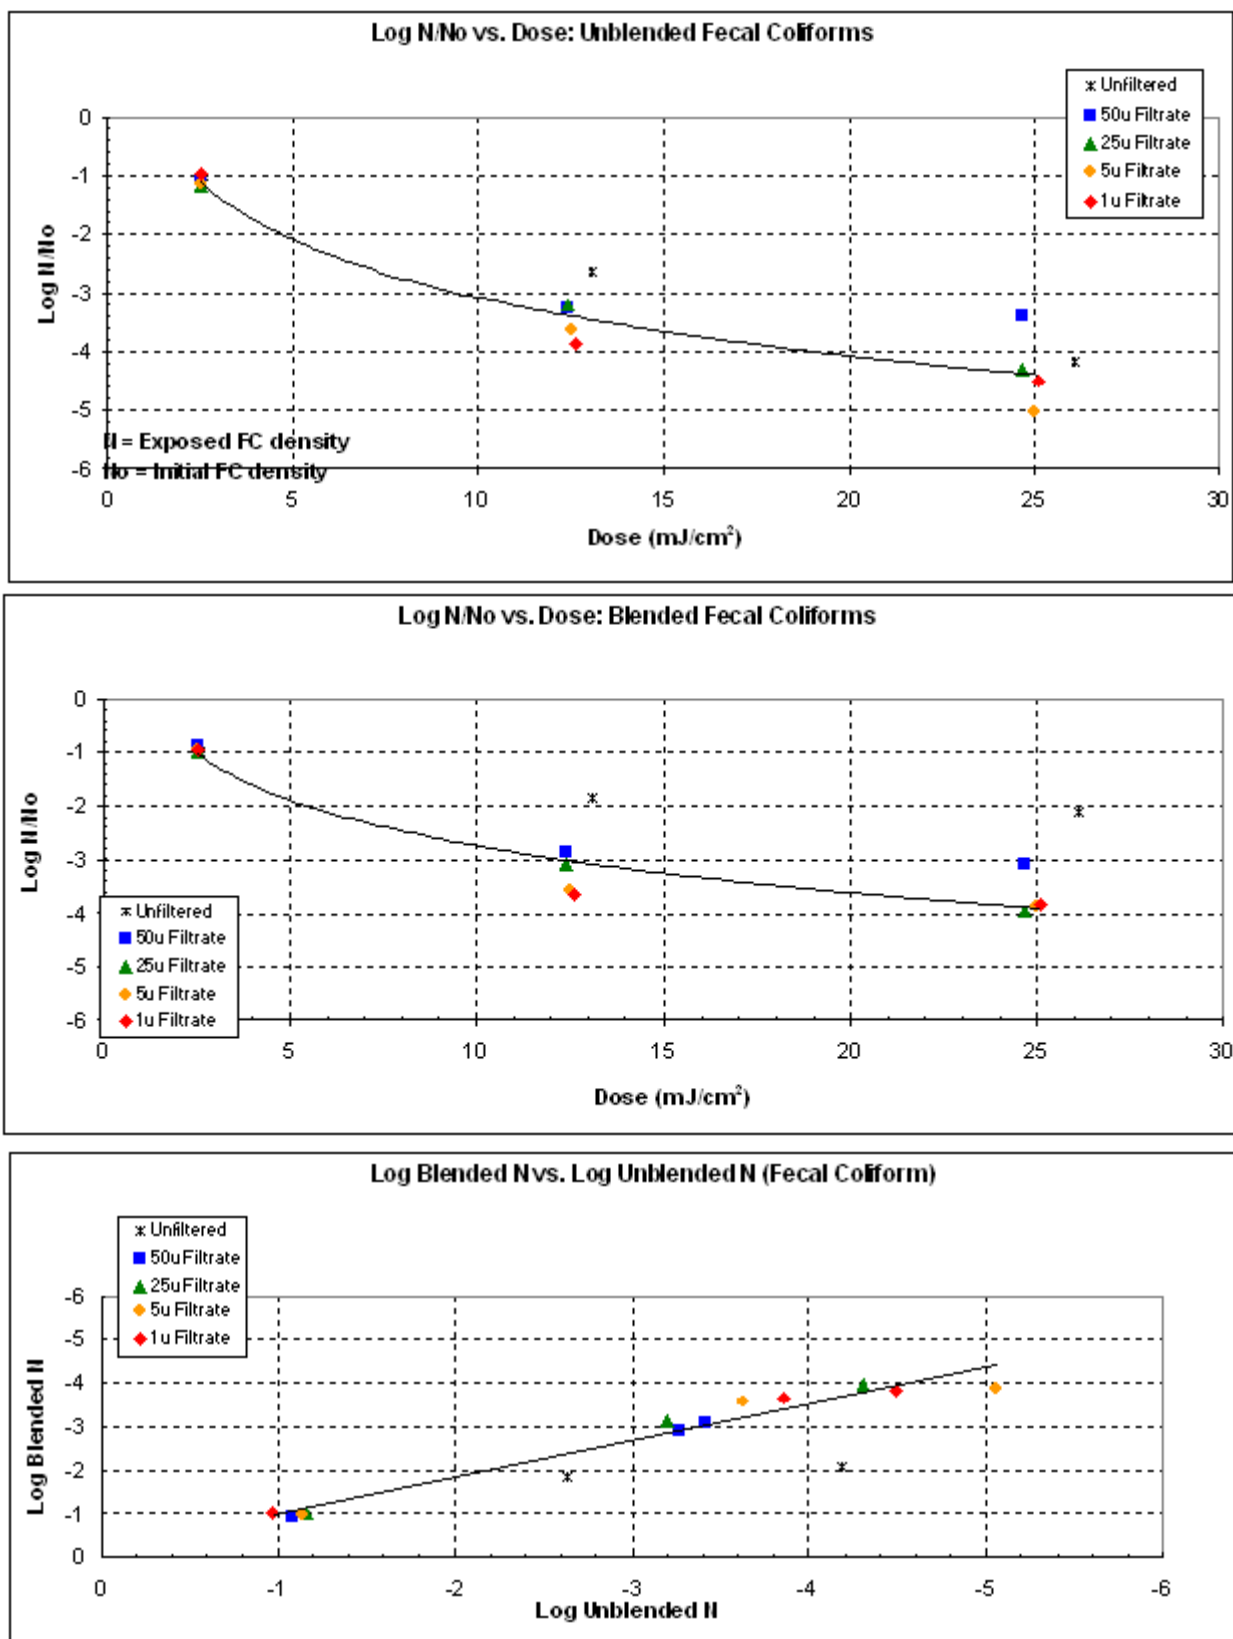 Log N/No vs. Dose: Unblended Fecal Coliforms
Unfiltered
50u Filtrate
25u Filtrate
5u Filtrate
1u Filtrate
0
-1
-2
-3
-4
-5
-6
Log N/No
N = Exposed FC density
No = Initial FC density
0 5 10 15 20 25 30
Dose (mJ/cm²)
Log N/No vs. Dose: Blended Fecal Coliforms
0
-1
-2
-3
-4
-5
-6
Log N/No
Unfiltered
50u Filtrate
25u Filtrate
5u Filtrate
1u Filtrate
0 5 10 15 20 25 30
Dose (mJ/cm²)
Log Blended N vs. Log Unblended N (Fecal Coliform)
Unfiltered
50u Filtrate
25u Filtrate
5u Filtrate
1u Filtrate
-6
-5
-4
-3
-2
-1
0
Log Blended N
0 -1 -2 -3 -4 -5 -6
Log Unblended N